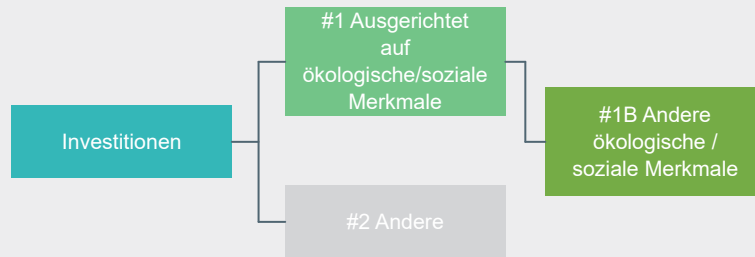 #1 Ausgerichtet
auf
ökologische/soziale
Merkmale
Investitionen
#1B Andere
ökologische /
soziale Merkmale
#2 Andere